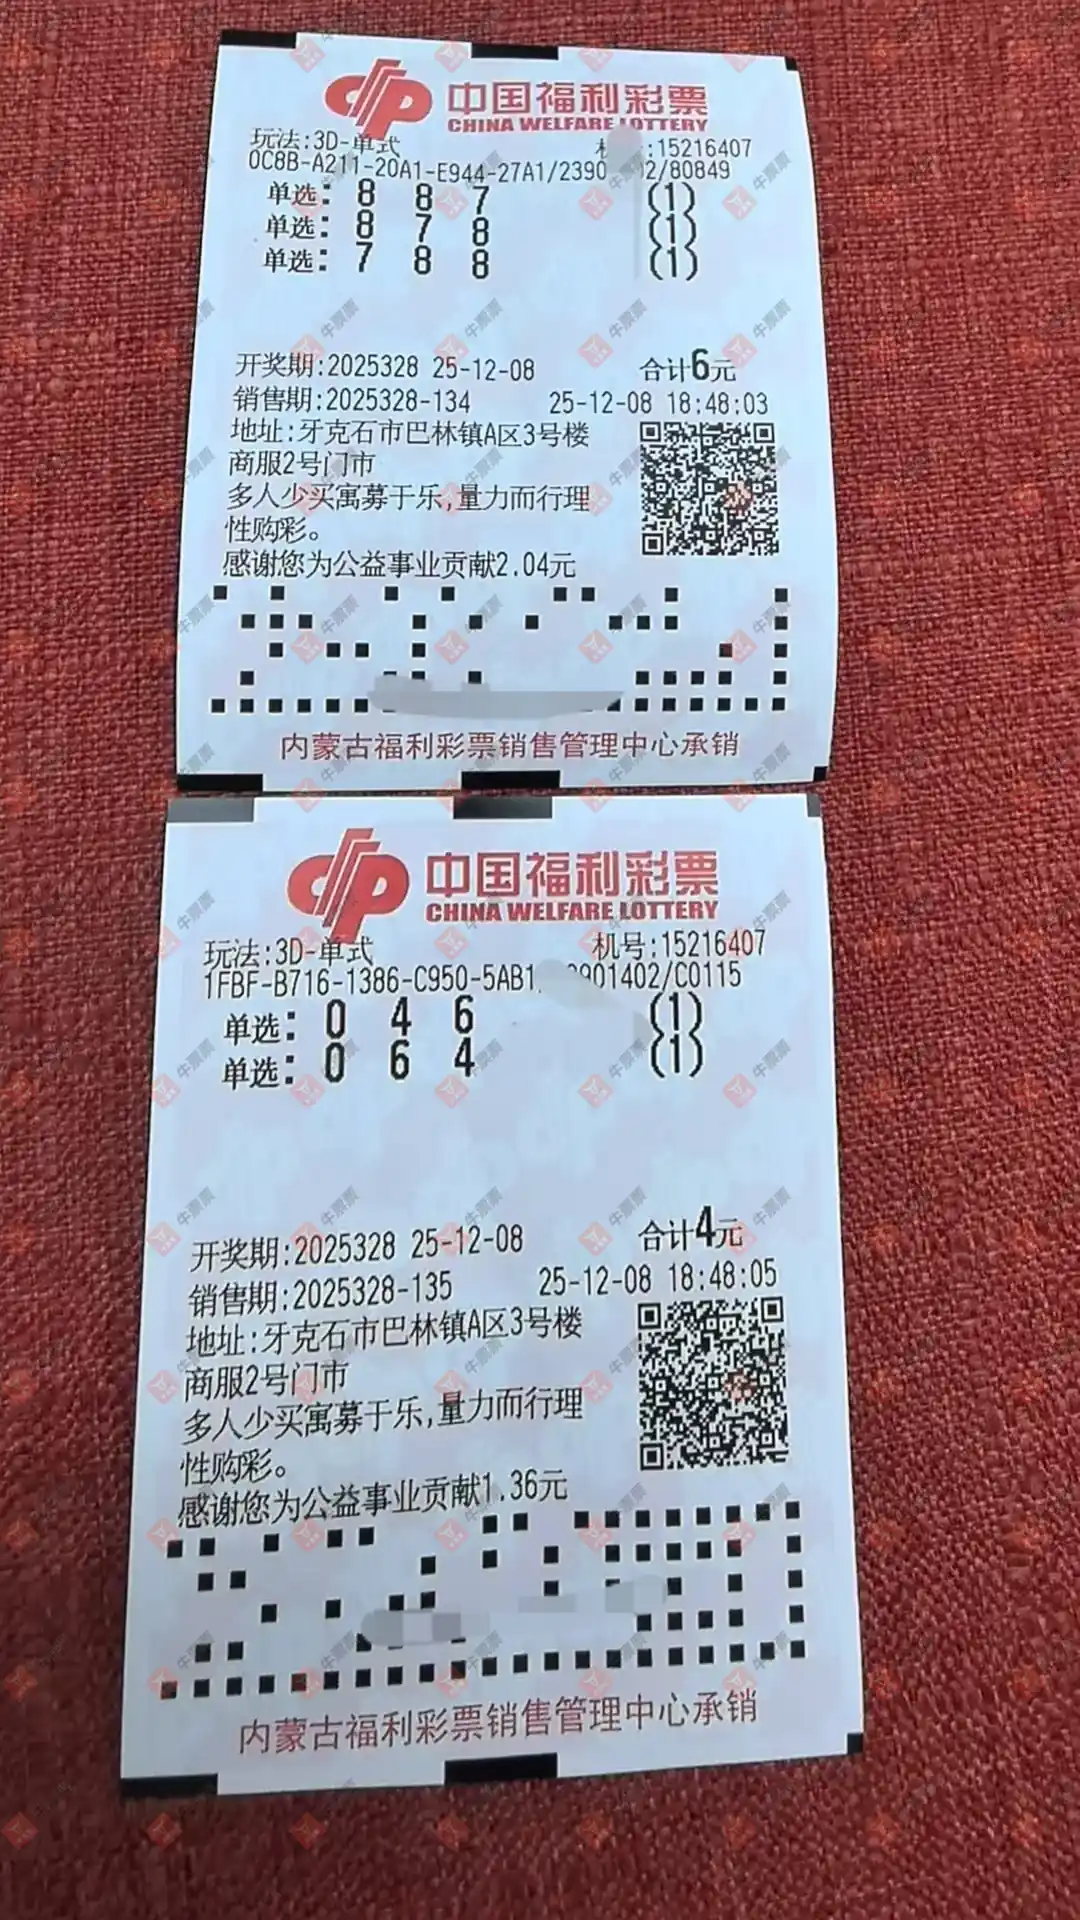 中国福利彩票
CHINA WELFARE LOTTERY
玩法:3D-单式 :15216407
0C8B-A211-20A1-E944-27A1/2390 02/80849
单选: 8 8 7 (1)
单选: 8 7 8 (1)
单选: 7 8 8 (1)
开奖期:2025328 25-12-08 合计6元
销售期:2025328-134 25-12-08 18:48:03
地址:牙克石市巴林镇A区3号楼
商服2号门市
多人少买寓募于乐,量力而行理
性购彩。
感谢您为公益事业贡献2.04元
内蒙古福利彩票销售管理中心承销
中国福利彩票
CHINA WELFARE LOTTERY
玩法:3D-单式 机号:15216407
1FBF-B716-1386-C950-5AB1 901402/C0115
单选: 0 4 6 (1)
单选: 0 6 4 (1)
开奖期:2025328 25-12-08 合计4元
销售期:2025328-135 25-12-08 18:48:05
地址:牙克石市巴林镇A区3号楼
商服2号门市
多人少买寓募于乐,量力而行理
性购彩。
感谢您为公益事业贡献1.36元
内蒙古福利彩票销售管理中心承销
牛票票